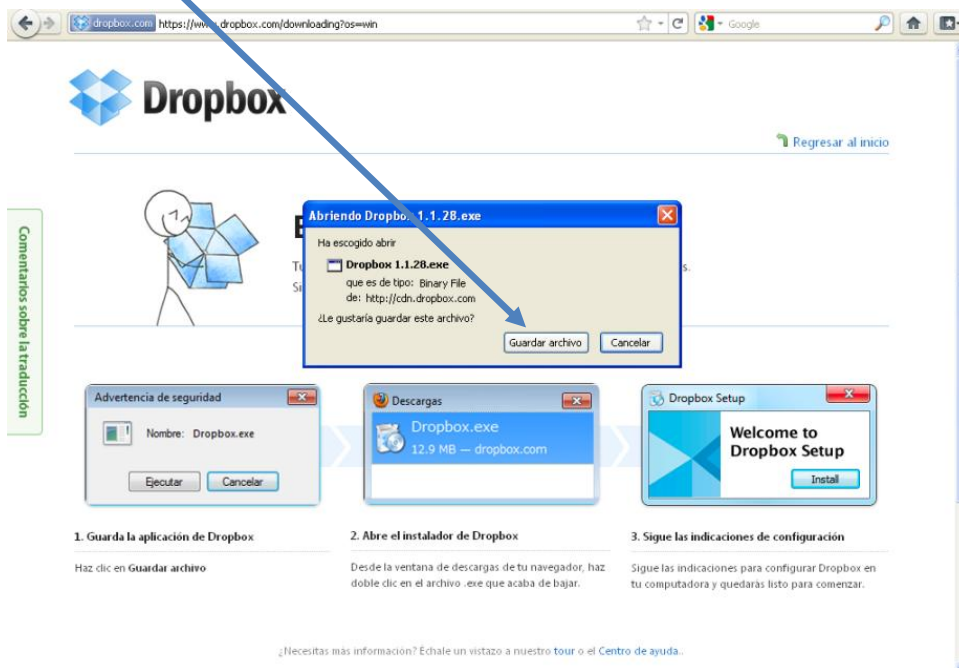 dropbox.com https://www.dropbox.com/downloading?os=win
Google
Dropbox
Regresar al inicio
Comentarios sobre la traducción
Abriendo Dropbox 1.1.28.exe
Ha escogido abrir
Dropbox 1.1.28.exe
que es de tipo: Binary File
de: http://cdn.dropbox.com
¿Le gustaría guardar este archivo?
Guardar archivo Cancelar
Advertencia de seguridad
Nombre: Dropbox.exe
Ejecutar Cancelar
Descargas
Dropbox.exe
12.9 MB — dropbox.com
Dropbox Setup
Welcome to
Dropbox Setup
Install
1. Guarda la aplicación de Dropbox
Haz clic en Guardar archivo
2. Abre el instalador de Dropbox
Desde la ventana de descargas de tu navegador, haz
doble clic en el archivo .exe que acaba de bajar.
3. Sigue las indicaciones de configuración
Sigue las indicaciones para configurar Dropbox en
tu computadora y quedarás listo para comenzar.
¿Necesitas más información? Échale un vistazo a nuestro tour o el Centro de ayuda..